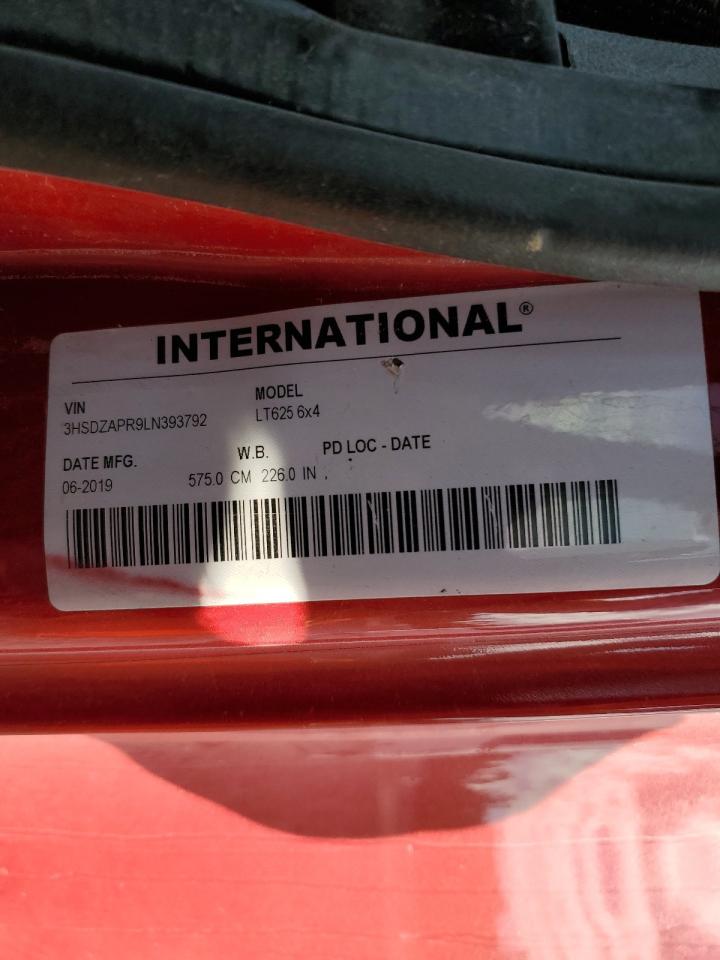 INTERNATIONAL®
VIN MODEL
3HSDZAPR9LN393792 LT625 6x4
DATE MFG. W.B. PD LOC - DATE
06-2019 575.0 CM 226.0 IN .